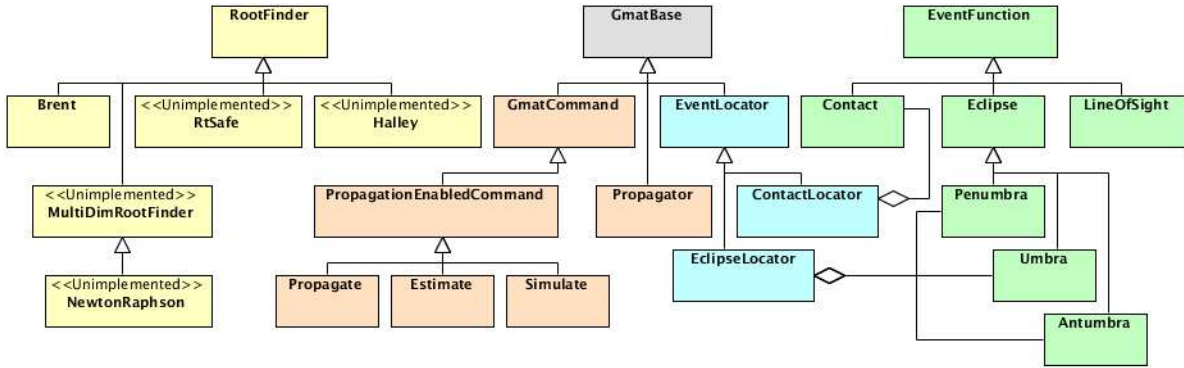 RootFinder
GmatBase
EventFunction
Brent
<<Unimplemented>>
RtSafe
<<Unimplemented>>
Halley
GmatCommand
EventLocator
Contact
Eclipse
LineOfSight
<<Unimplemented>>
MultiDimRootFinder
PropagationEnabledCommand
Propagator
ContactLocator
Penumbra
<<Unimplemented>>
NewtonRaphson
Propagate
Estimate
Simulate
EclipseLocator
Umbra
Antumbra